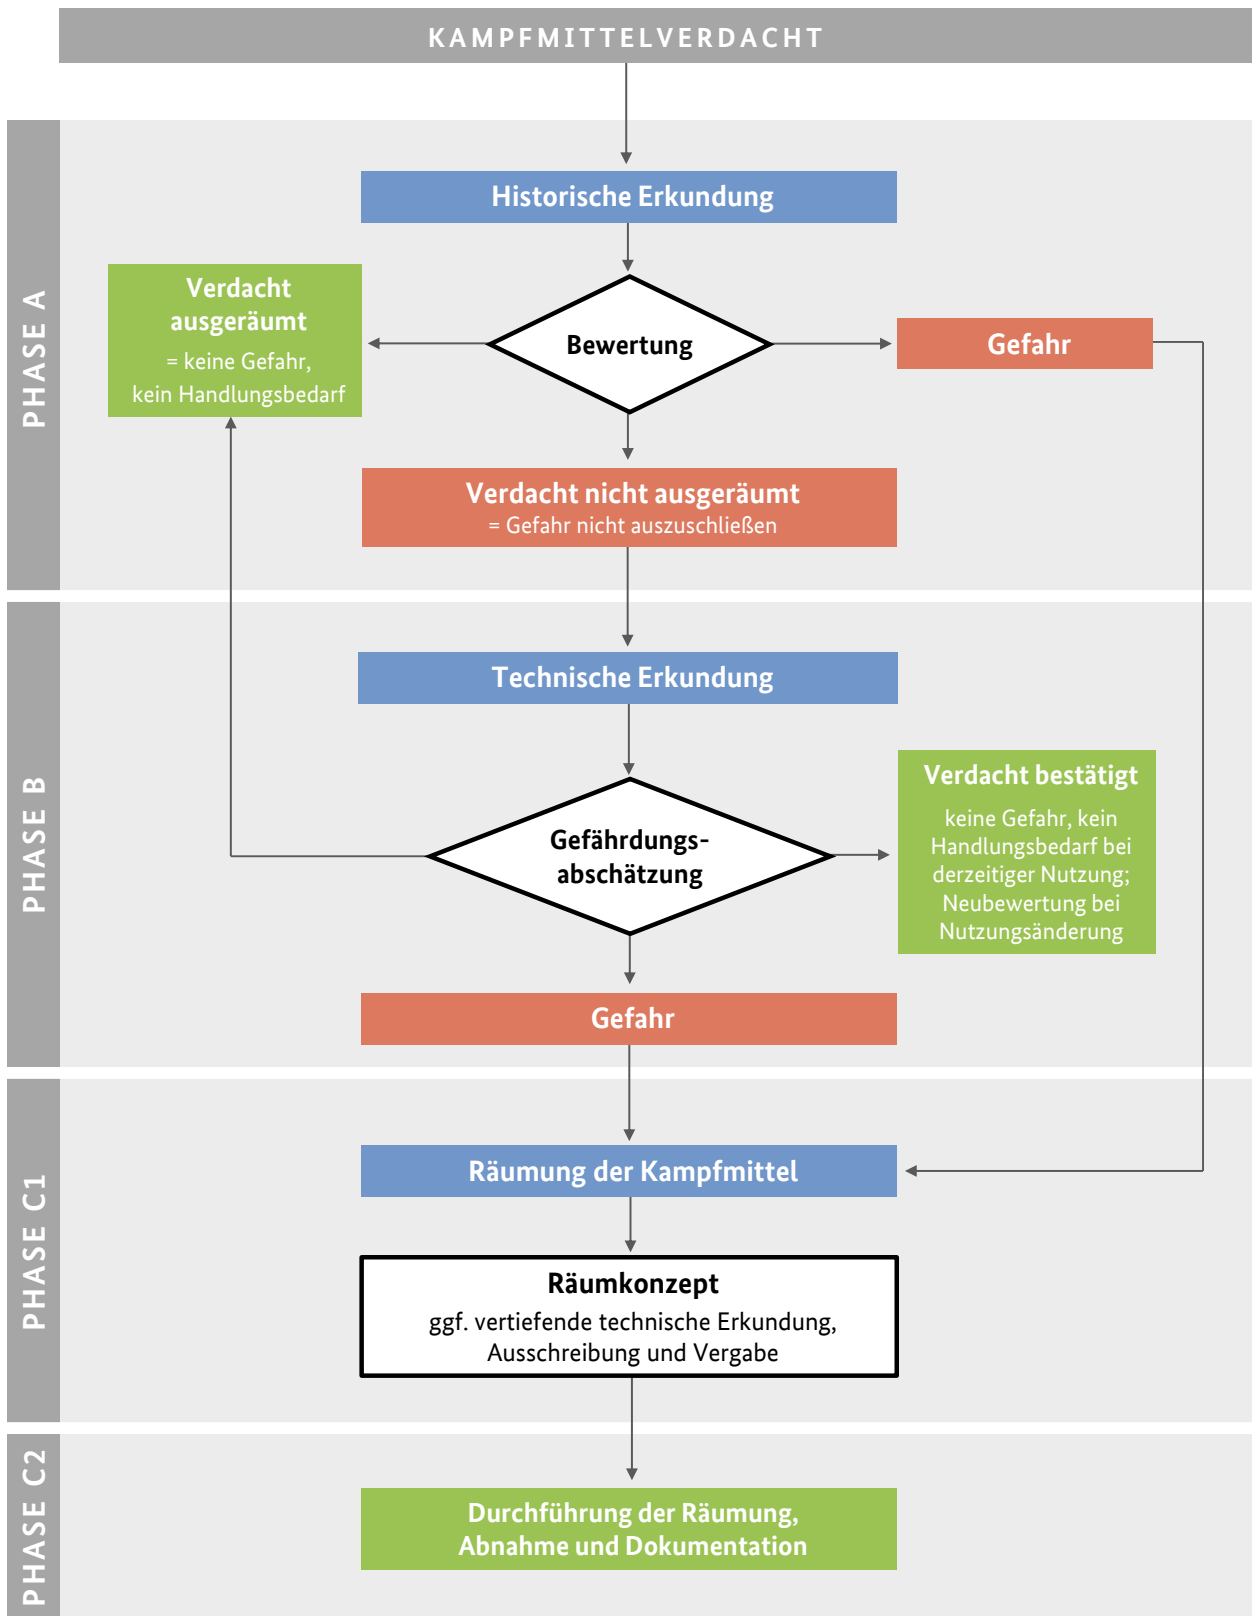 KAMPFMITTELVERDACHT
PHASE A
Historische Erkundung
Verdacht
ausgeräumt
= keine Gefahr,
kein Handlungsbedarf
Bewertung
Gefahr
Verdacht nicht ausgeräumt
= Gefahr nicht auszuschließen
PHASE B
Technische Erkundung
Gefährdungs-
abschätzung
Verdacht bestätigt
keine Gefahr, kein
Handlungsbedarf bei
derzeitiger Nutzung;
Neubewertung bei
Nutzungsänderung
Gefahr
PHASE C1
Räumung der Kampfmittel
Räumkonzept
ggf. vertiefende technische Erkundung,
Ausschreibung und Vergabe
PHASE C2
Durchführung der Räumung,
Abnahme und Dokumentation